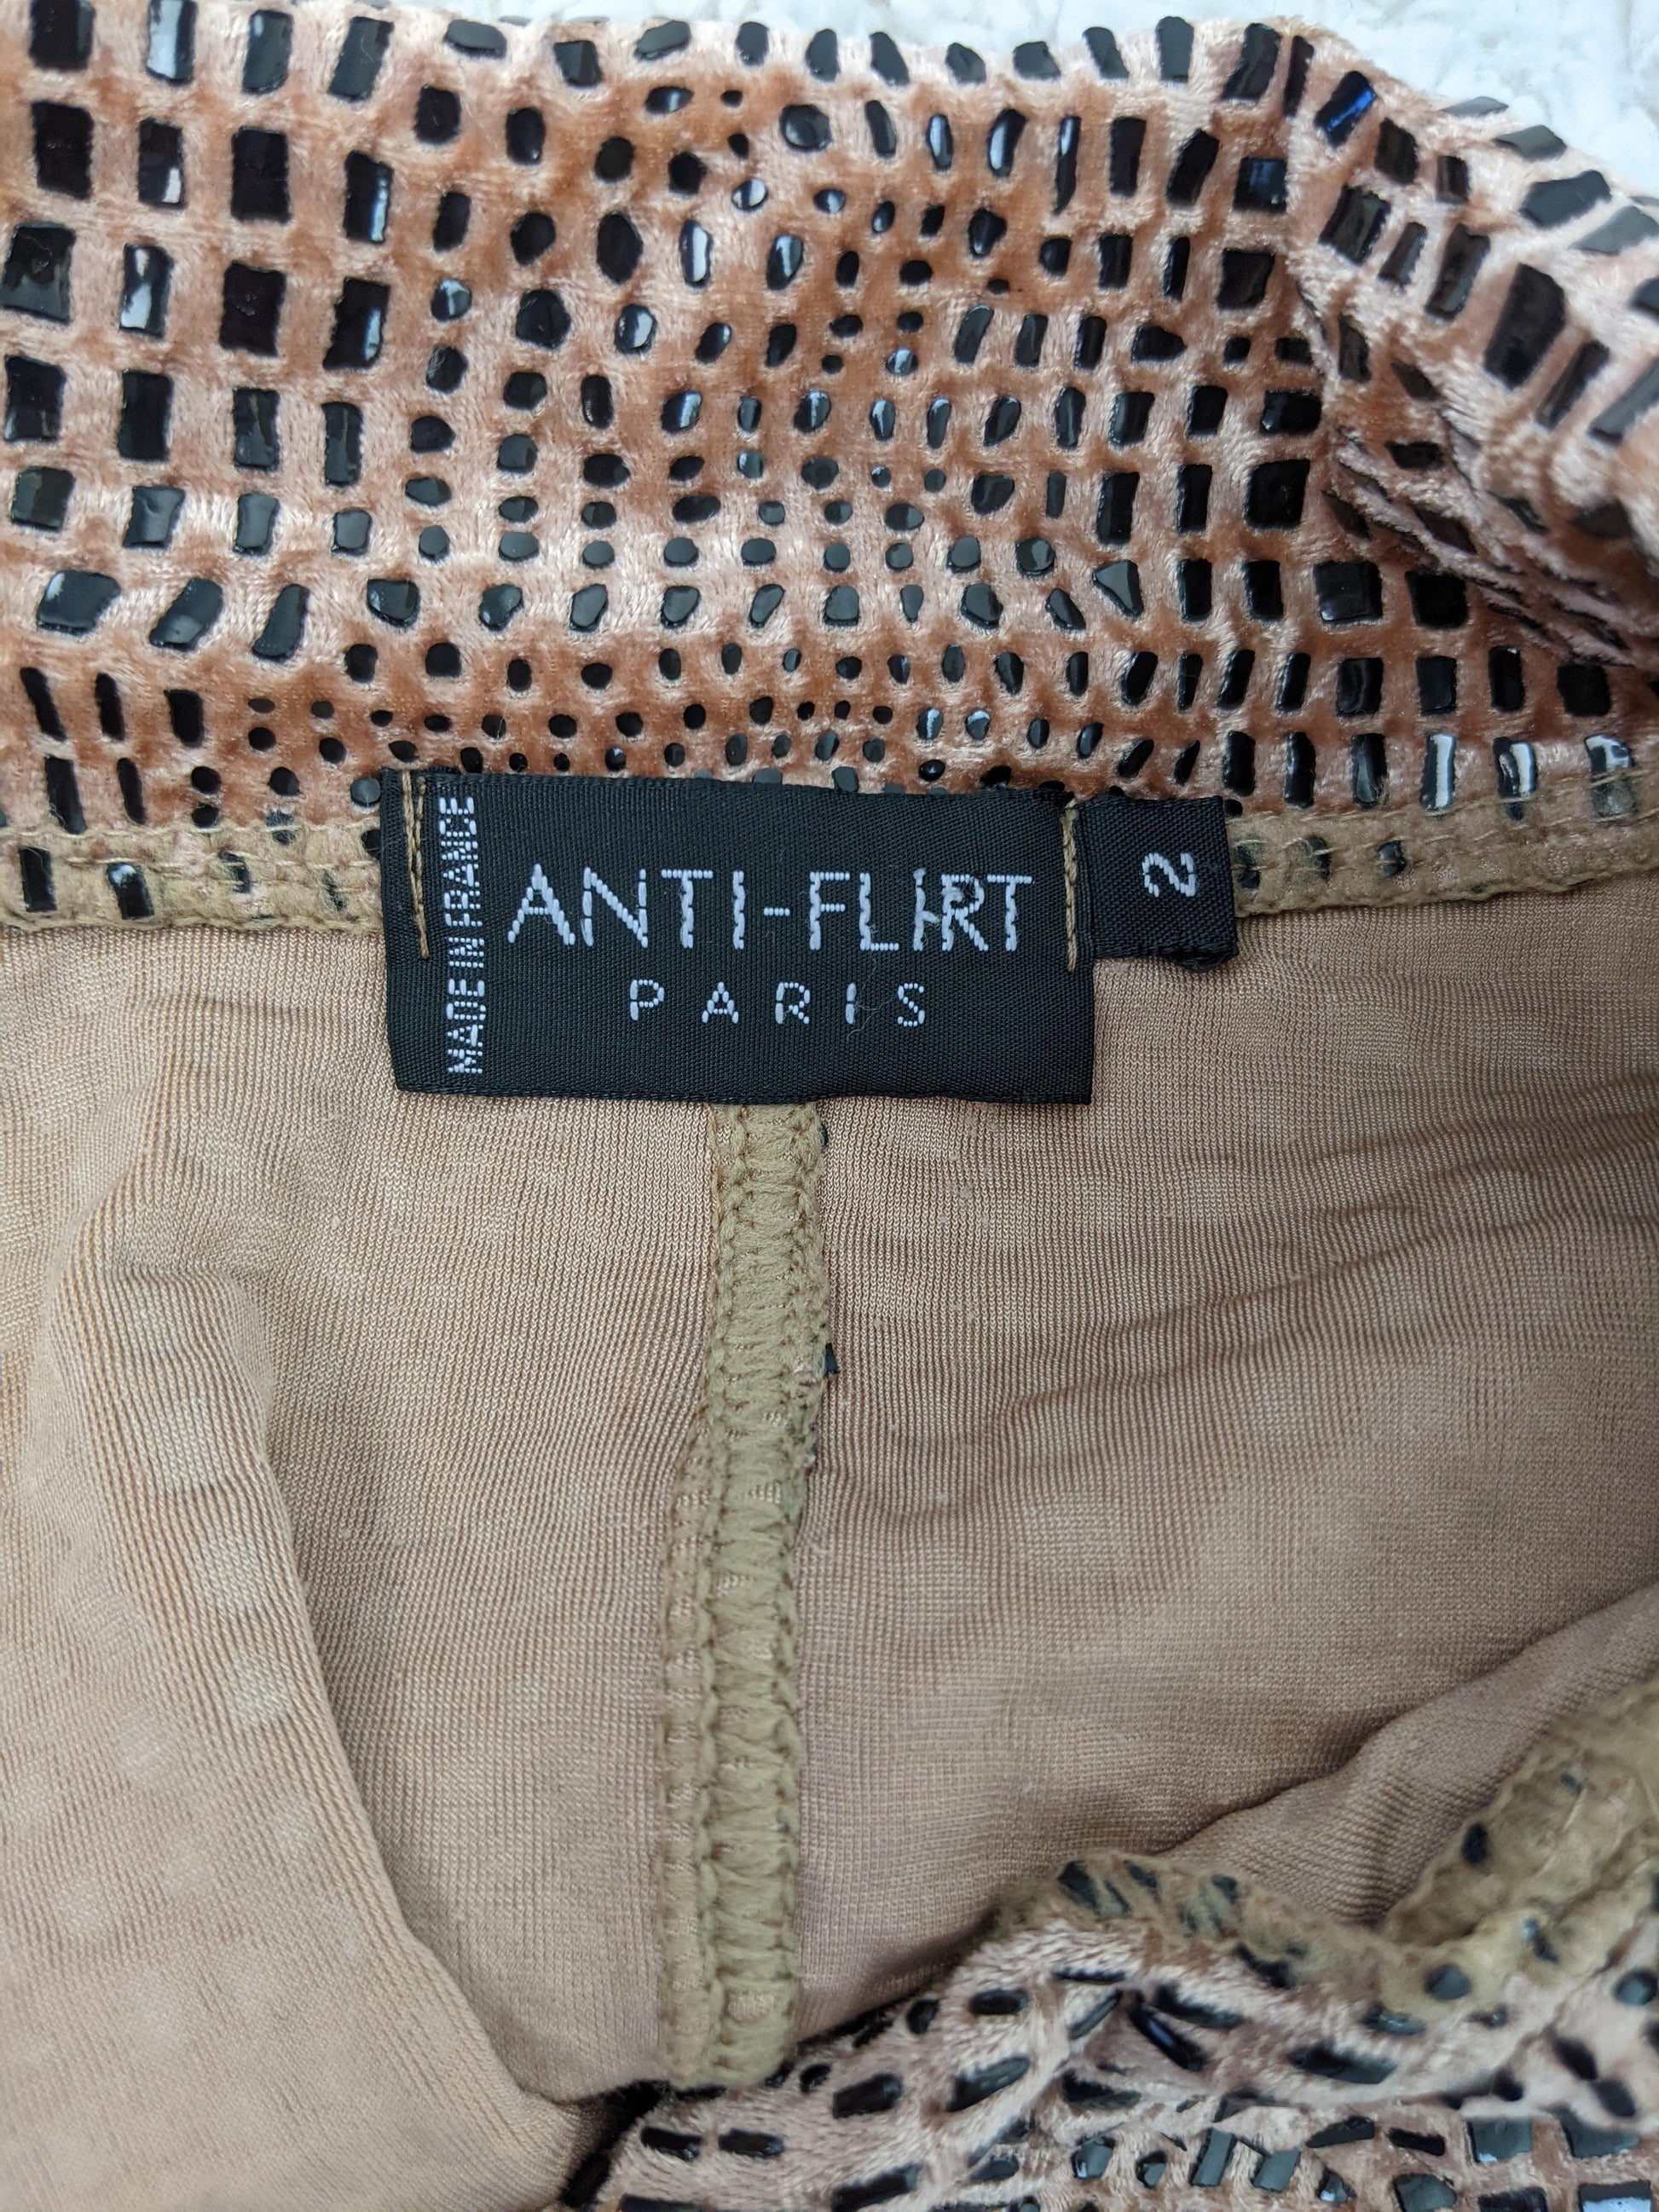 MADE IN FRANCE
ANTI-FLIRT
PARIS
2